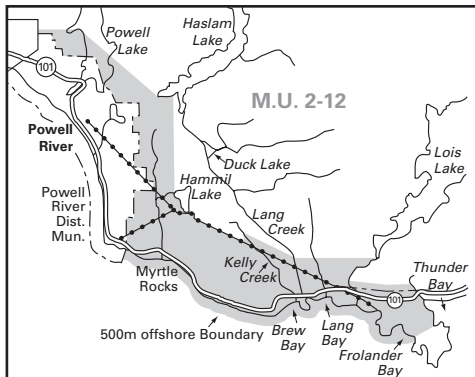 Powell
Lake
Haslam
Lake
101
M.U. 2-12
Powell
River
Duck Lake
Lois
Lake
Hammil
Lake
Powell
River
Dist.
Mun.
Lang
Creek
Kelly
Creek
Thunder
Bay
Myrtle
Rocks
101
500m offshore Boundary
Brew
Bay
Lang
Bay
Frolander
Bay